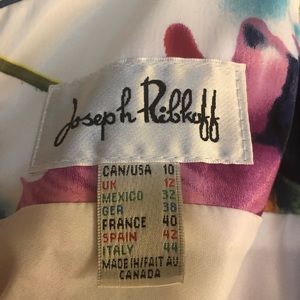 Joseph Ribkoff
CAN/USA 10
UK 12
MEXICO 32
GER 38
FRANCE 40
SPAIN 42
ITALY 44
MADE IN/FAIT AU
CANADA